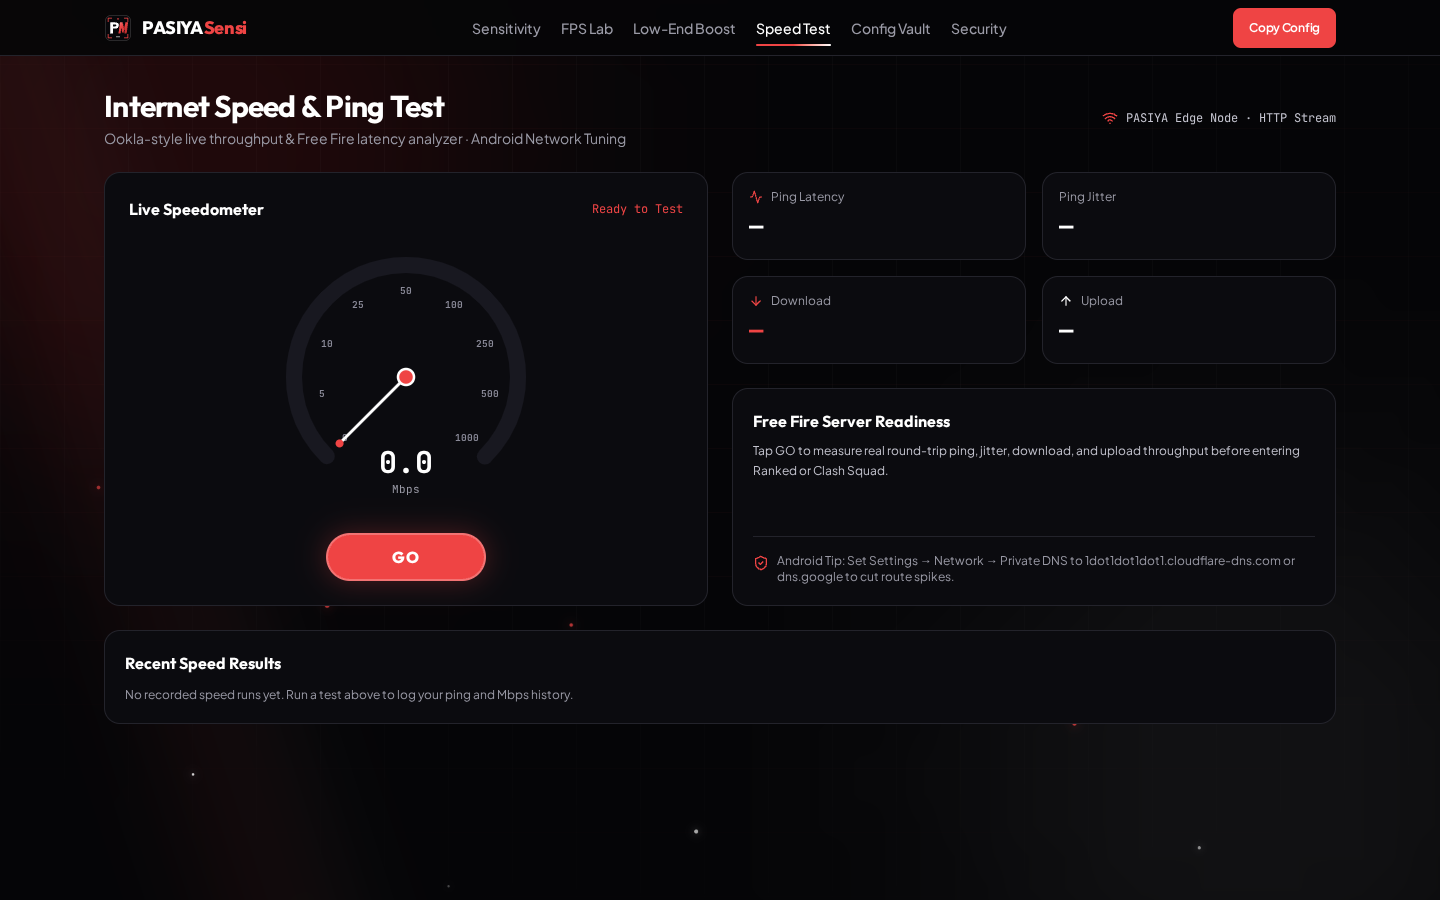 PM PASIYA Sensi
Sensitivity FPS Lab Low-End Boost Speed Test Config Vault Security
Copy Config
Internet Speed & Ping Test
Ookla-style live throughput & Free Fire latency analyzer · Android Network Tuning
PASIYA Edge Node · HTTP Stream
Live Speedometer
Ready to Test
50
25
100
10
250
5
500
1000
0.0
Mbps
GO
Ping Latency
—
Ping Jitter
—
Download
—
Upload
—
Free Fire Server Readiness
Tap GO to measure real round-trip ping, jitter, download, and upload throughput before entering
Ranked or Clash Squad.
Android Tip: Set Settings → Network → Private DNS to 1dot1dot1dot1.cloudflare-dns.com or
dns.google to cut route spikes.
Recent Speed Results
No recorded speed runs yet. Run a test above to log your ping and Mbps history.